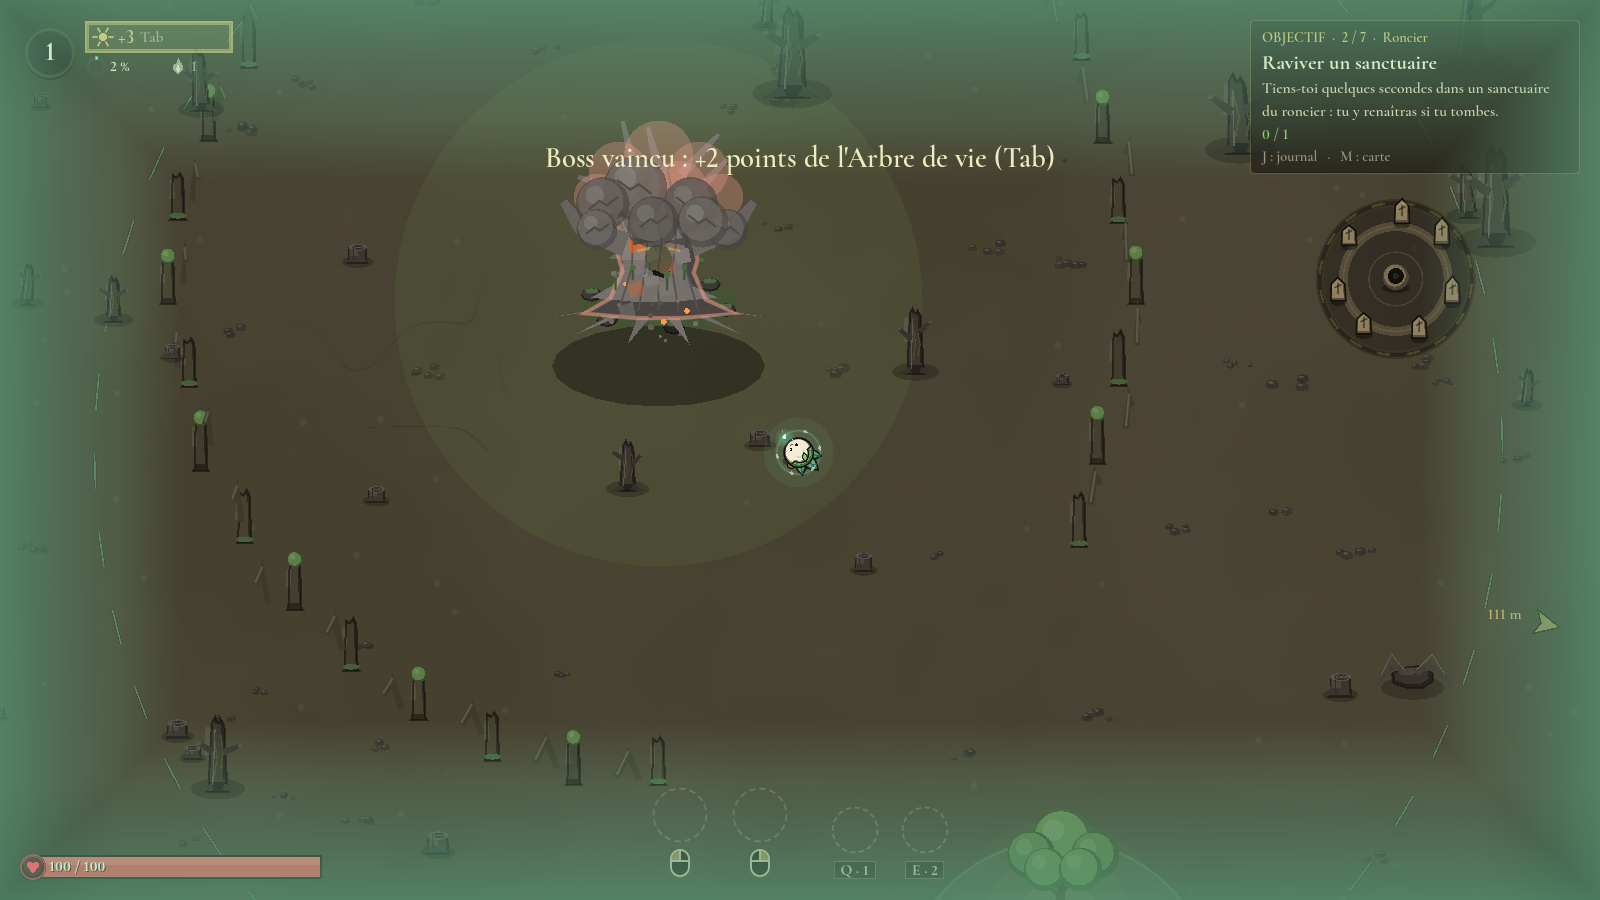 1
+3 Tab
2 %
1
OBJECTIF · 2 / 7 · Roncier
Raviver un sanctuaire
Tiens-toi quelques secondes dans un sanctuaire
du roncier : tu y renaîtras si tu tombes.
0 / 1
J : journal · M : carte
Boss vaincu : +2 points de l'Arbre de vie (Tab)
111 m
100 / 100
Q · 1
E · 2